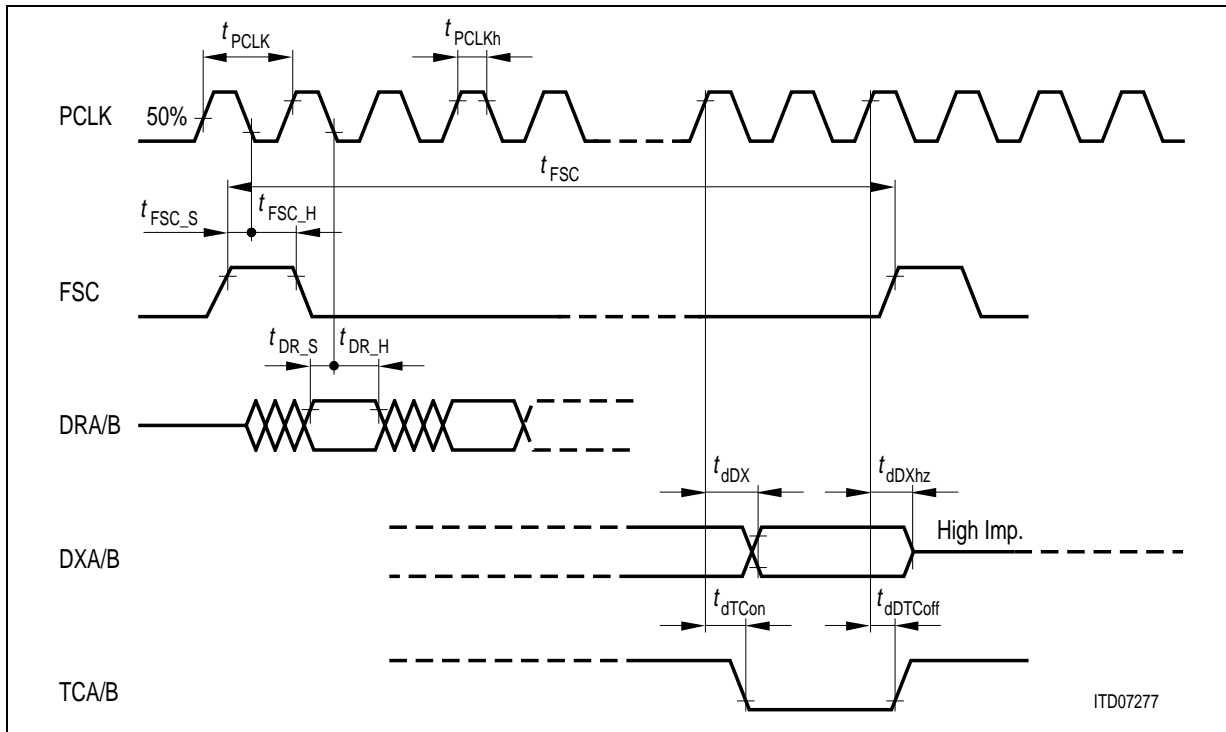 t PCLK
t PCLKh
PCLK
50%
t FSC
t FSC_S
t FSC_H
FSC
t DR_S
t DR_H
DRA/B
t dDX
t dDXhz
DXA/B
High Imp.
t dTCon
t dDTCoff
TCA/B
ITD07277